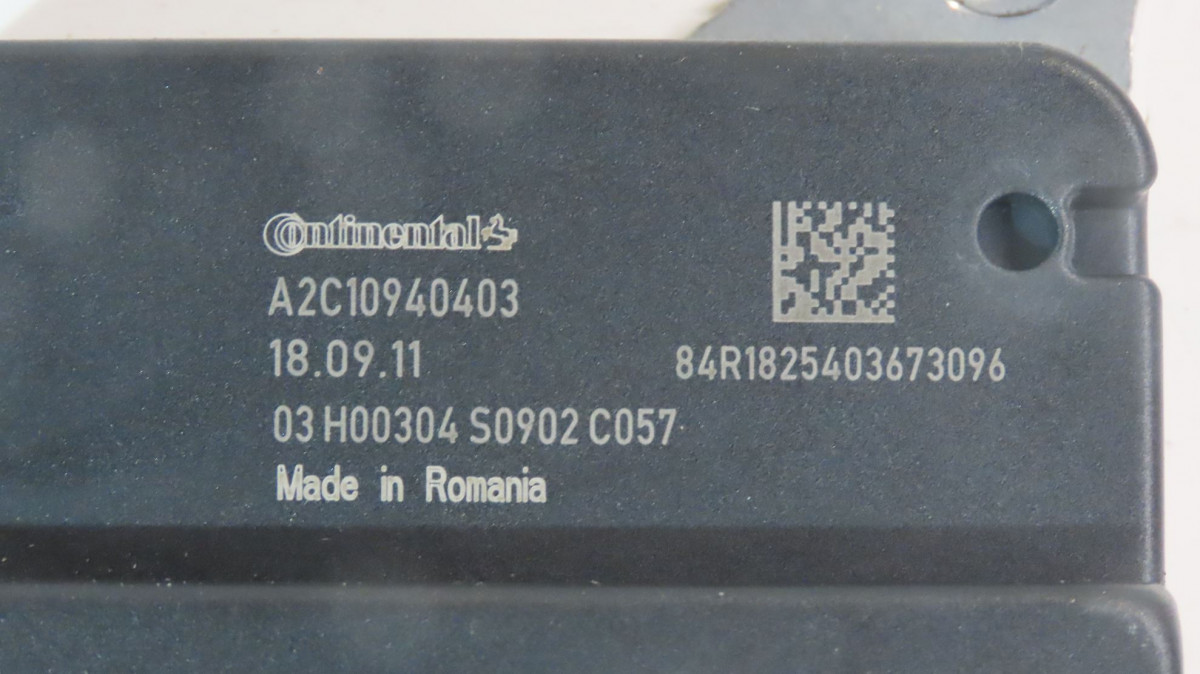 Continental
A2C10940403
18.09.11
84R1825403673096
03 H00304 S0902 C057
Made in Romania